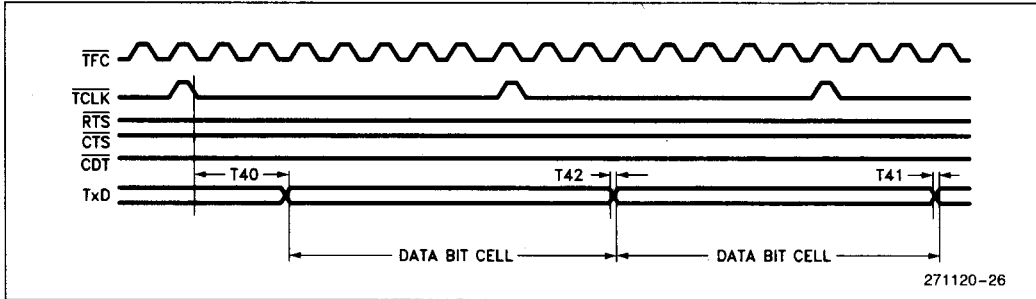 TFC
TCLK
RTS
CTS
CDT
T40
T42
T41
TxD
DATA BIT CELL
DATA BIT CELL
271120-26